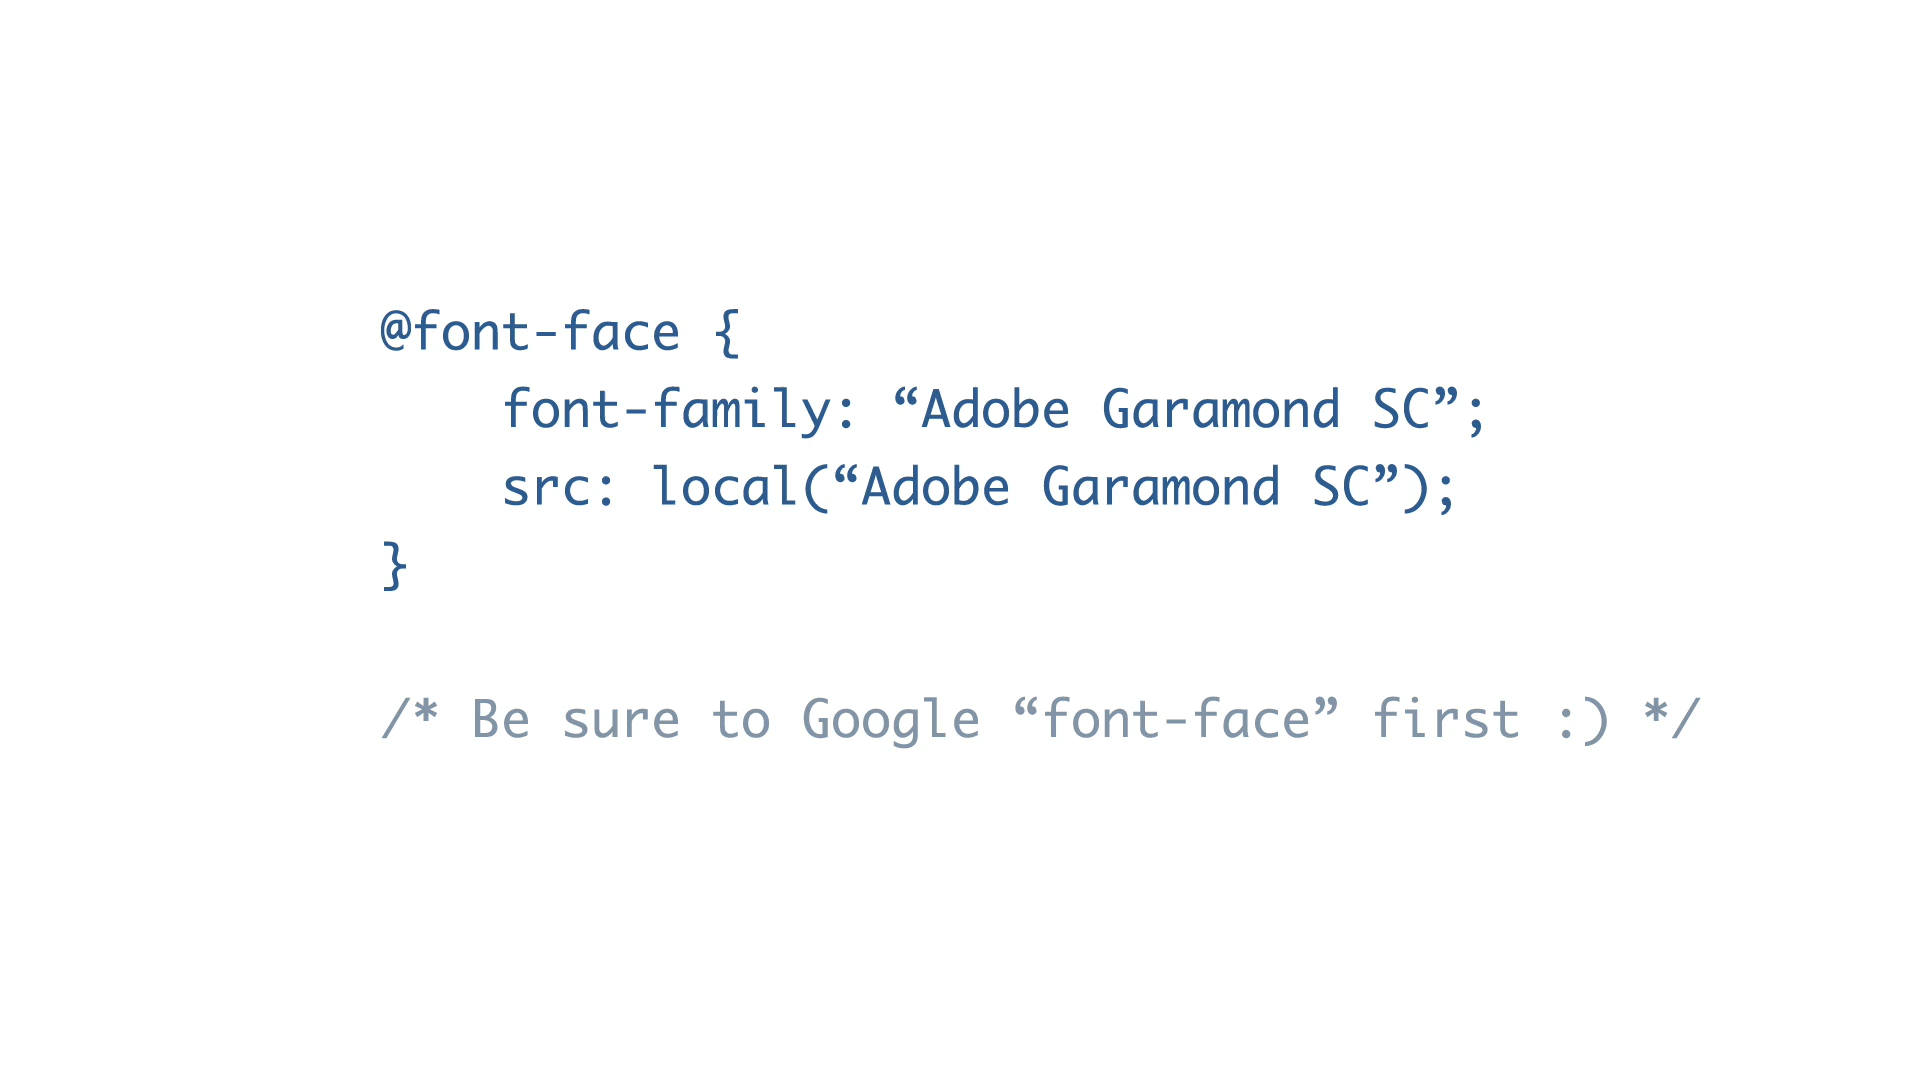 @font-face {
    font-family: “Adobe Garamond SC”;
    src: local(“Adobe Garamond SC”);
}
/* Be sure to Google “font-face” first :) */